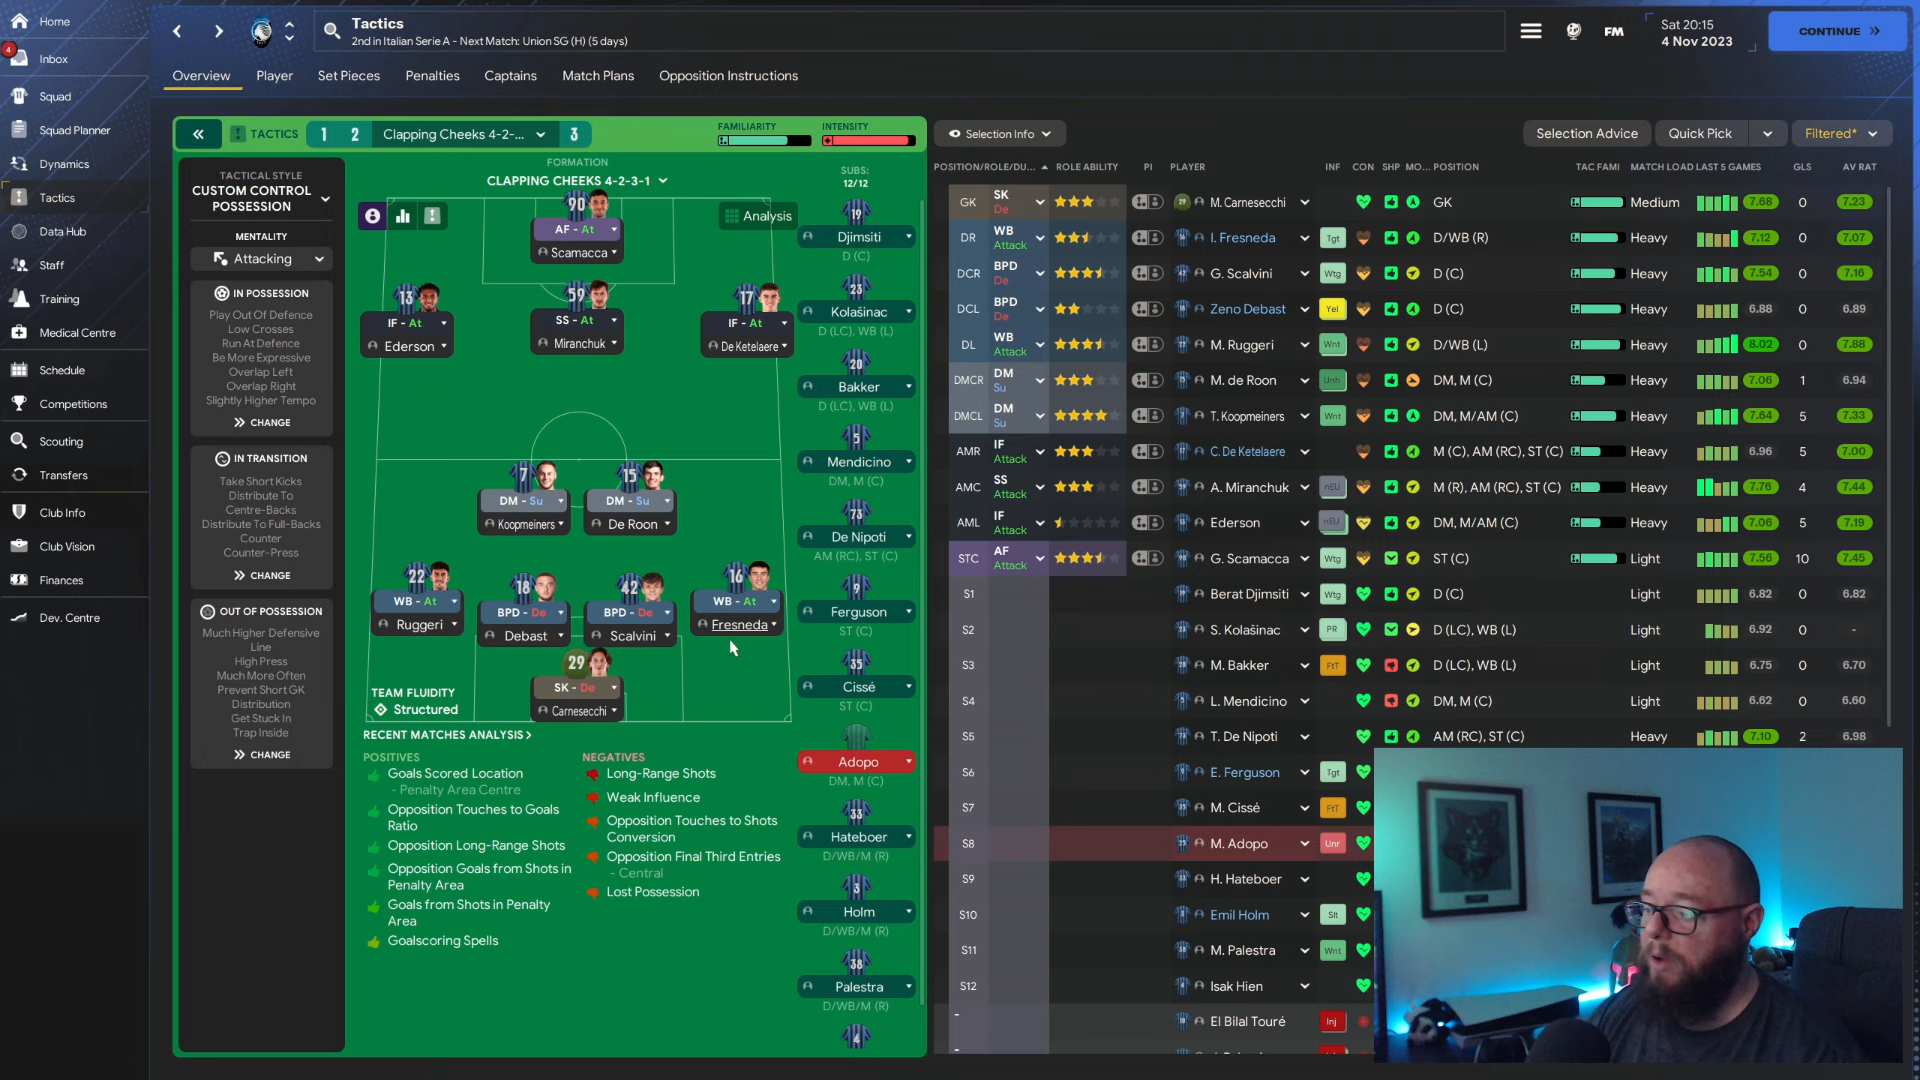 Home
4
Inbox
Squad
Squad Planner
Dynamics
Tactics
Data Hub
Staff
Training
Medical Centre
Schedule
Competitions
Scouting
Transfers
Club Info
Club Vision
Finances
Dev. Centre
Tactics
2nd in Italian Serie A - Next Match: Union SG (H) (5 days)
FM
Sat 20:15
4 Nov 2023
CONTINUE
Overview
Player
Set Pieces
Penalties
Captains
Match Plans
Opposition Instructions
TACTICS
1
2
Clapping Cheeks 4-2-...
3
FAMILIARITY
INTENSITY
TACTICAL STYLE
CUSTOM CONTROL
POSSESSION
MENTALITY
Attacking
IN POSSESSION
Play Out Of Defence
Low Crosses
Run At Defence
Be More Expressive
Overlap Left
Overlap Right
Slightly Higher Tempo
CHANGE
IN TRANSITION
Take Short Kicks
Distribute To
Centre-Backs
Distribute To Full-Backs
Counter
Counter-Press
CHANGE
OUT OF POSSESSION
Much Higher Defensive
Line
High Press
Much More Often
Prevent Short GK
Distribution
Get Stuck In
Trap Inside
CHANGE
FORMATION
CLAPPING CHEEKS 4-2-3-1
Analysis
90
AF - At
Scamacca
13
IF - At
Ederson
59
SS - At
Miranchuk
17
IF - At
De Ketelaere
7
DM - Su
Koopmeiners
15
DM - Su
De Roon
22
WB - At
Ruggeri
18
BPD - De
Debast
42
BPD - De
Scalvini
16
WB - At
Fresneda
29
SK - De
Carnesecchi
TEAM FLUIDITY
Structured
SUBS:
12/12
19
Djimsiti
D (C)
23
Kolašinac
D (LC), WB (L)
20
Bakker
D (LC), WB (L)
5
Mendicino
DM, M (C)
73
De Nipoti
AM (RC), ST (C)
9
Ferguson
ST (C)
35
Cissé
ST (C)
Adopo
DM, M (C)
33
Hateboer
D/WB/M (R)
3
Holm
D/WB/M (R)
38
Palestra
D/WB/M (R)
4
RECENT MATCHES ANALYSIS >
POSITIVES
Goals Scored Location
- Penalty Area Centre
Opposition Touches to Goals
Ratio
Opposition Long-Range Shots
Opposition Goals from Shots in
Penalty Area
Goals from Shots in Penalty
Area
Goalscoring Spells
NEGATIVES
Long-Range Shots
Weak Influence
Opposition Touches to Shots
Conversion
Opposition Final Third Entries
- Central
Lost Possession
Selection Info
Selection Advice
Quick Pick
Filtered*
POSITION/ROLE/DU... ROLE ABILITY PI PLAYER INF CON SHP MO... POSITION TAC FAMI MATCH LOAD LAST 5 GAMES GLS AV RAT
GK SK De M. Carnesecchi GK Medium 7.68 0 7.23
DR WB Attack I. Fresneda Tgt D/WB (R) Heavy 7.12 0 7.07
DCR BPD De G. Scalvini Wtg D (C) Heavy 7.54 0 7.16
DCL BPD De Zeno Debast Yel D (C) Heavy 6.88 0 6.89
DL WB Attack M. Ruggeri Wnt D/WB (L) Heavy 8.02 0 7.88
DMCR DM Su M. de Roon Unh DM, M (C) Heavy 7.06 1 6.94
DMCL DM Su T. Koopmeiners Wnt DM, M/AM (C) Heavy 7.64 5 7.33
AMR IF Attack C. De Ketelaere M (C), AM (RC), ST (C) Heavy 6.96 5 7.00
AMC SS Attack A. Miranchuk nEU M (R), AM (RC), ST (C) Heavy 7.76 4 7.44
AML IF Attack Ederson nEU DM, M/AM (C) Heavy 7.06 5 7.19
STC AF Attack G. Scamacca Wtg ST (C) Light 7.56 10 7.45
S1 Berat Djimsiti Wtg D (C) Light 6.82 0 6.82
S2 S. Kolašinac PR D (LC), WB (L) Light 6.92 0 -
S3 M. Bakker FtT D (LC), WB (L) Light 6.75 0 6.70
S4 L. Mendicino DM, M (C) Light 6.62 0 6.60
S5 T. De Nipoti AM (RC), ST (C) Heavy 7.10 2 6.98
S6 E. Ferguson Tgt
S7 M. Cissé FtT
S8 M. Adopo Unr
S9 H. Hateboer
S10 Emil Holm Slt
S11 M. Palestra Wnt
S12 Isak Hien
- El Bilal Touré Inj
-